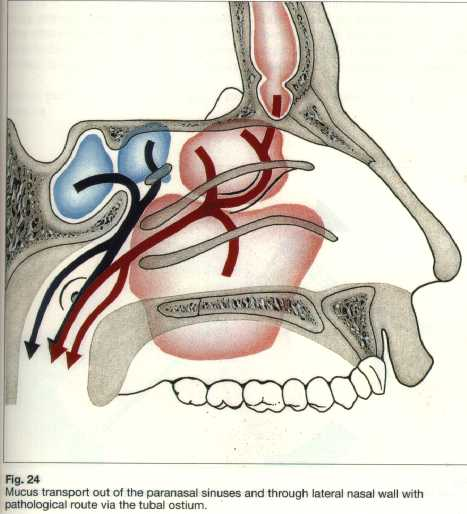 Fig. 24
Mucus transport out of the paranasal sinuses and through lateral nasal wall with
pathological route via the tubal ostium.